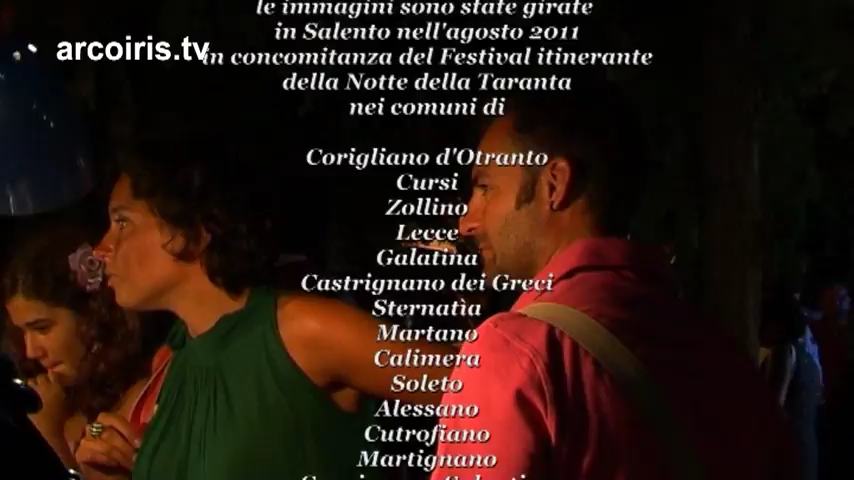 le immagini sono state girate
in Salento nell'agosto 2011
arcoiris.tv
in concomitanza del Festival itinerante
della Notte della Taranta
nei comuni di
Corigliano d'Otranto
Cursi
Zollino
Lecce
Galatina
Castrignano dei Greci
Sternatìa
Martano
Calimera
Soleto
Alessano
Cutrofiano
Martignano